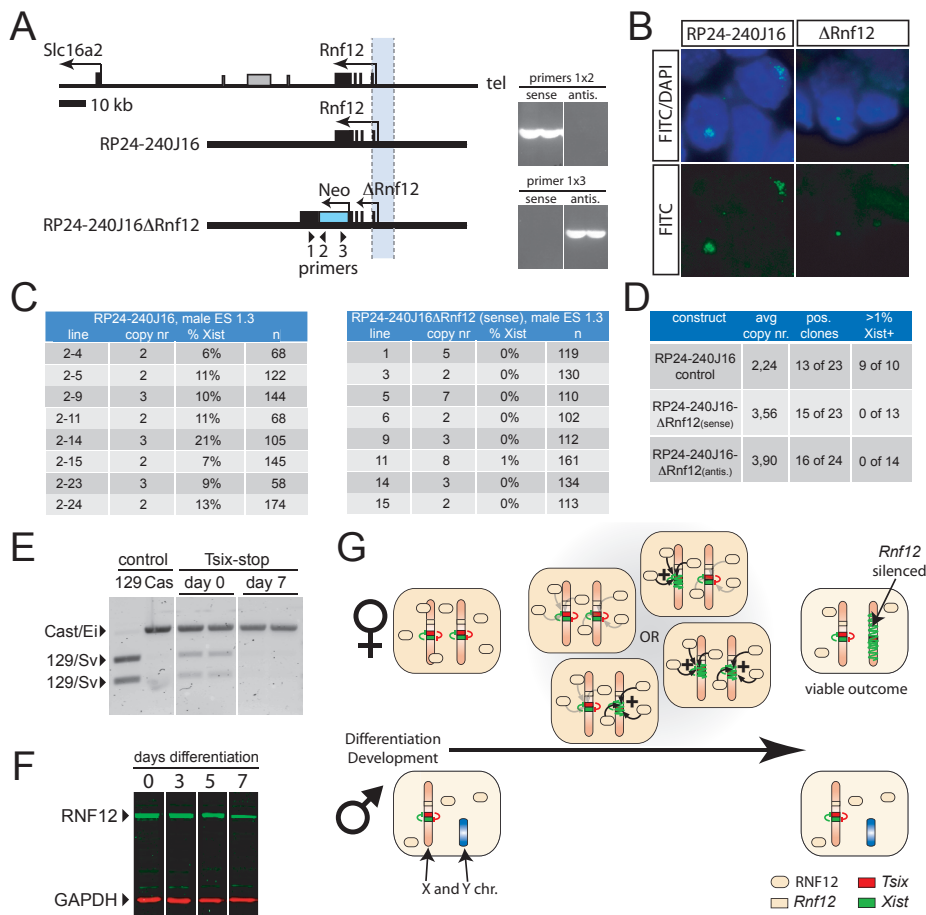 A
Slc16a2
Rnf12
tel
10 kb
Rnf12
RP24-240J16
Neo
ΔRnf12
RP24-240J16ΔRnf12
1 2 3
primers
primers 1x2
sense antis.
primer 1x3
sense antis.
B
RP24-240J16 ΔRnf12
FITC/DAPI
FITC
C
RP24-240J16, male ES 1.3
line copy nr % Xist n
2-4 2 6% 68
2-5 2 11% 122
2-9 3 10% 144
2-11 2 11% 68
2-14 3 21% 105
2-15 2 7% 145
2-23 3 9% 58
2-24 2 13% 174
RP24-240J16ΔRnf12 (sense), male ES 1.3
line copy nr % Xist n
1 5 0% 119
3 2 0% 130
5 7 0% 110
6 2 0% 102
9 3 0% 112
11 8 1% 161
14 3 0% 134
15 2 0% 113
D
construct avg copy nr. pos. clones >1% Xist+
RP24-240J16 control 2,24 13 of 23 9 of 10
RP24-240J16-ΔRnf12(sense) 3,56 15 of 23 0 of 13
RP24-240J16-ΔRnf12(antis.) 3,90 16 of 24 0 of 14
E
control Tsix-stop
129 Cas day 0 day 7
Cast/Ei
129/Sv
129/Sv
F
days differentiation
0 3 5 7
RNF12
GAPDH
G
Rnf12
silenced
+
OR
+
+
+
viable outcome
Differentiation
Development
X and Y chr.
RNF12 Tsix
Rnf12 Xist